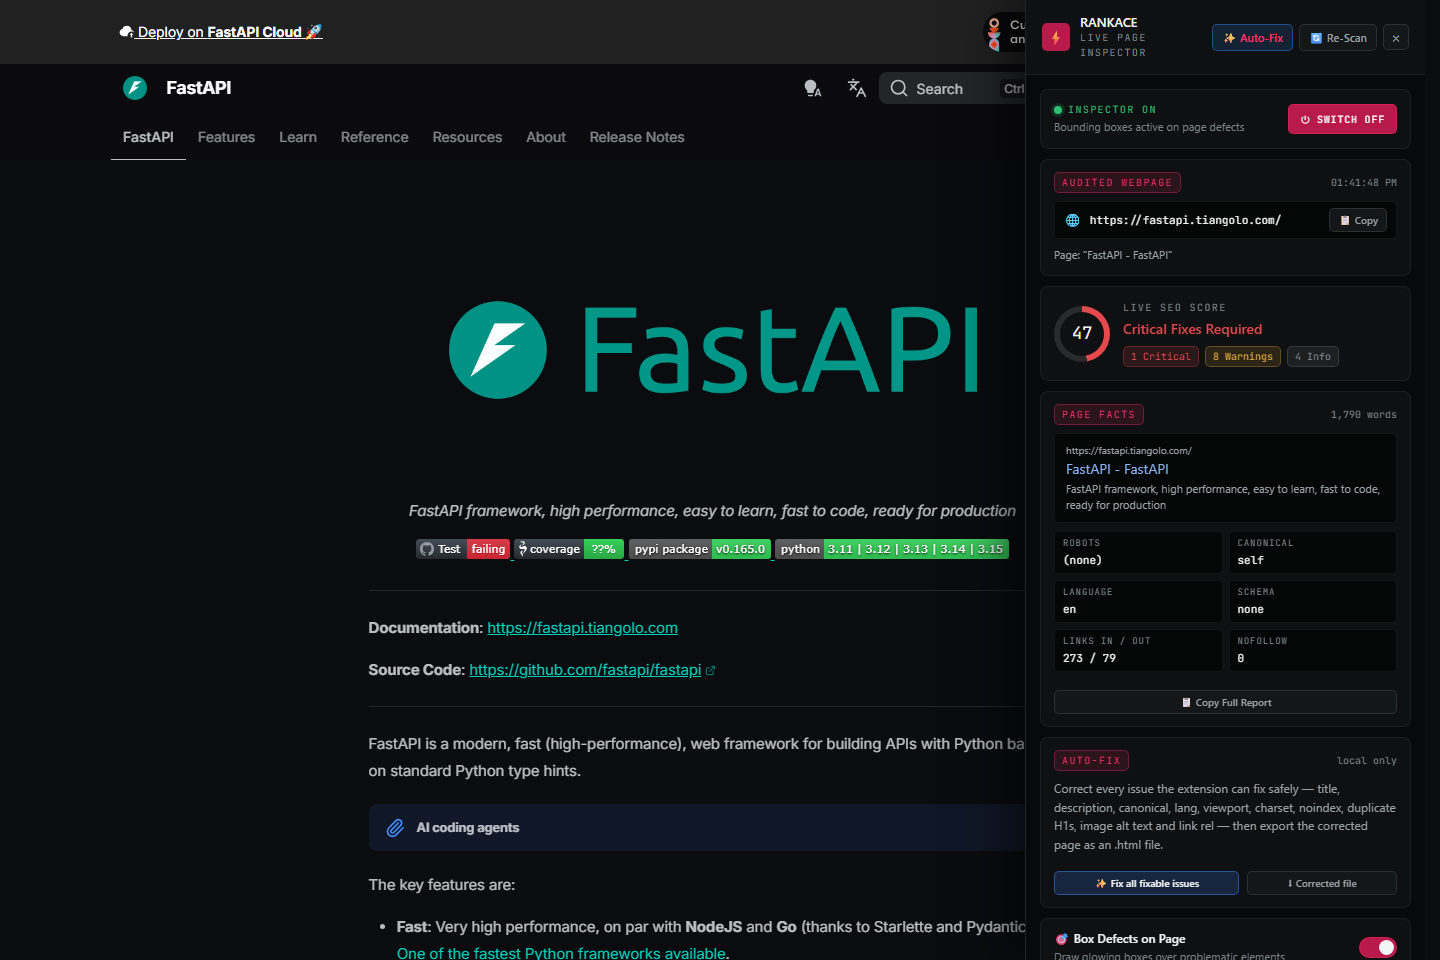 Deploy on FastAPI Cloud 🚀
Cu
an
FastAPI
Search
Ctrl
FastAPI
Features
Learn
Reference
Resources
About
Release Notes
FastAPI
FastAPI framework, high performance, easy to learn, fast to code, ready for production
Test failing
coverage ??%
pypi package v0.165.0
python 3.11 | 3.12 | 3.13 | 3.14 | 3.15
Documentation: https://fastapi.tiangolo.com
Source Code: https://github.com/fastapi/fastapi
FastAPI is a modern, fast (high-performance), web framework for building APIs with Python ba
on standard Python type hints.
AI coding agents
The key features are:
• Fast: Very high performance, on par with NodeJS and Go (thanks to Starlette and Pydantic
One of the fastest Python frameworks available.
RANKACE
LIVE PAGE
INSPECTOR
✨ Auto-Fix
🔄 Re-Scan
×
INSPECTOR ON
Bounding boxes active on page defects
⏻ SWITCH OFF
AUDITED WEBPAGE
01:41:48 PM
🌐 https://fastapi.tiangolo.com/
📋 Copy
Page: "FastAPI - FastAPI"
LIVE SEO SCORE
47
Critical Fixes Required
1 Critical
8 Warnings
4 Info
PAGE FACTS
1,790 words
https://fastapi.tiangolo.com/
FastAPI - FastAPI
FastAPI framework, high performance, easy to learn, fast to code,
ready for production
ROBOTS
(none)
CANONICAL
self
LANGUAGE
en
SCHEMA
none
LINKS IN / OUT
273 / 79
NOFOLLOW
0
📋 Copy Full Report
AUTO-FIX
local only
Correct every issue the extension can fix safely — title,
description, canonical, lang, viewport, charset, noindex, duplicate
H1s, image alt text and link rel — then export the corrected
page as an .html file.
✨ Fix all fixable issues
⬇ Corrected file
🎯 Box Defects on Page
Draw glowing boxes over problematic elements